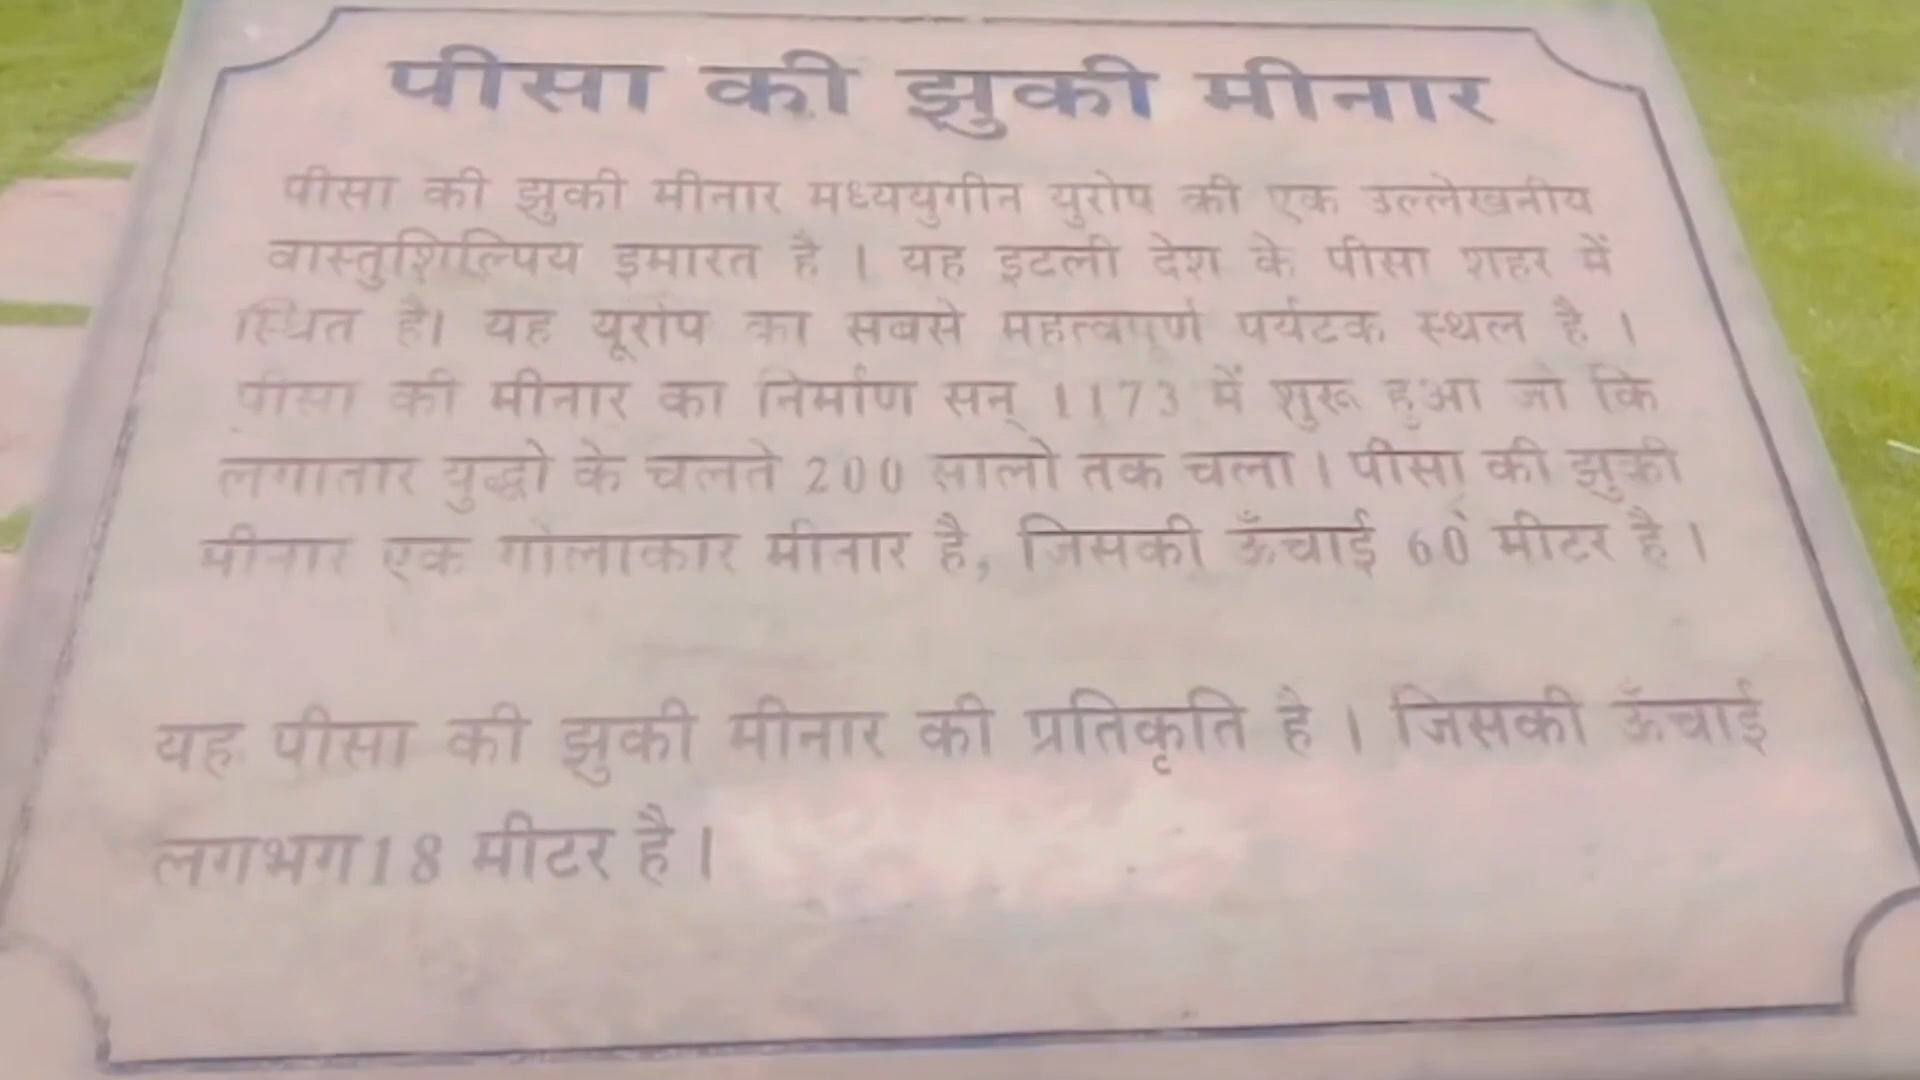 पीसा की झुकी मीनार
पीसा की झुकी मीनार मध्ययुगीन युरोप की एक उल्लेखनीय
वास्तुशिल्पिय इमारत है । यह इटली देश के पीसा शहर में
स्थित है। यह यूरोप का सबसे महत्वपूर्ण पर्यटक स्थल है ।
पीसा की मीनार का निर्माण सन् 1173 में शुरू हुआ जो कि
लगातार युद्धो के चलते 200 सालो तक चला । पीसा की झुकी
मीनार एक गोलाकार मीनार है, जिसकी ऊँचाई 60 मीटर है ।
यह पीसा की झुकी मीनार की प्रतिकृति है । जिसकी ऊँचाई
लगभग 18 मीटर है ।